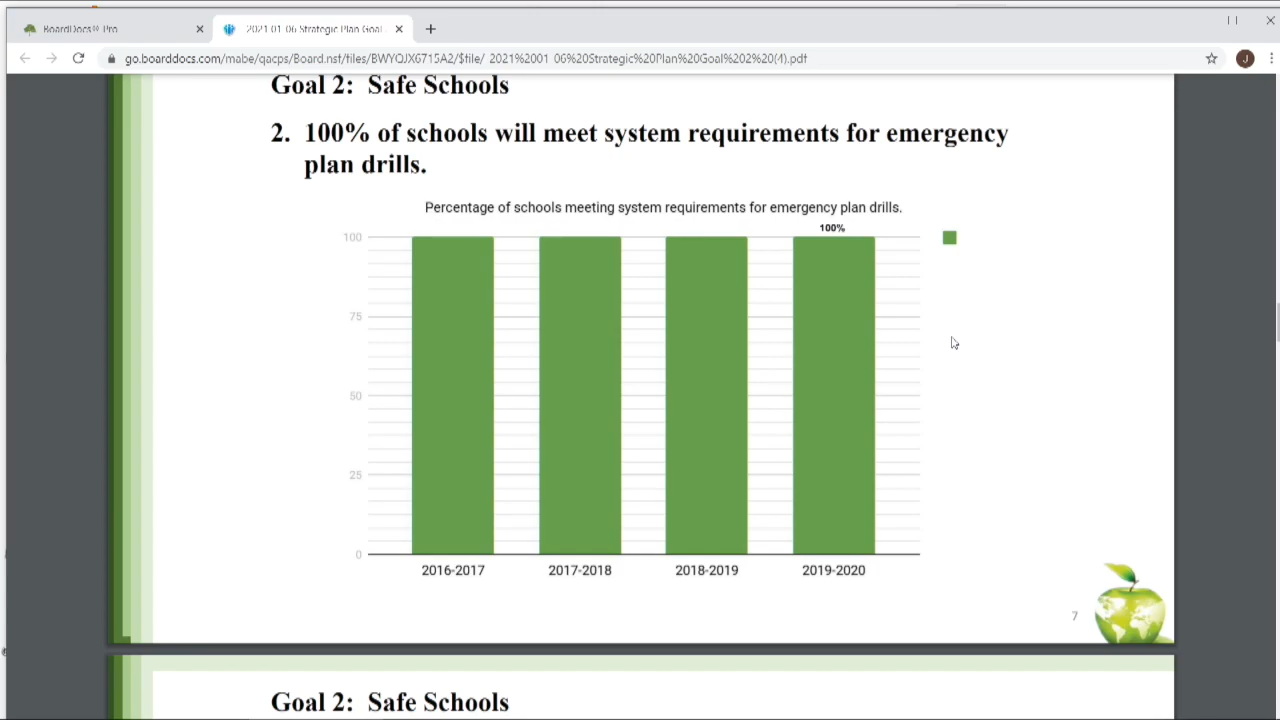 BoardDocs® Pro
2021 01-06 Strategic Plan Goal
go.boarddocs.com/mabe/qacps/Board.nsf/files/BWYQJX6715A2/$file/ 2021%2001 06%20Strategic%20Plan%20Goal%202%20(4).pdf
J
Goal 2: Safe Schools
2. 100% of schools will meet system requirements for emergency
plan drills.
Percentage of schools meeting system requirements for emergency plan drills.
100%
100
75
50
25
0
2016-2017 2017-2018 2018-2019 2019-2020
7
Goal 2: Safe Schools